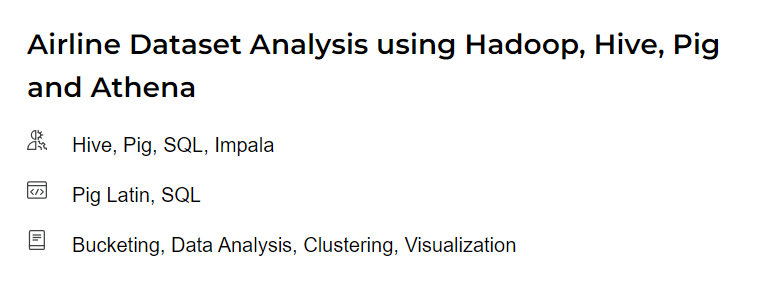 Airline Dataset Analysis using Hadoop, Hive, Pig
and Athena
Hive, Pig, SQL, Impala
Pig Latin, SQL
Bucketing, Data Analysis, Clustering, Visualization